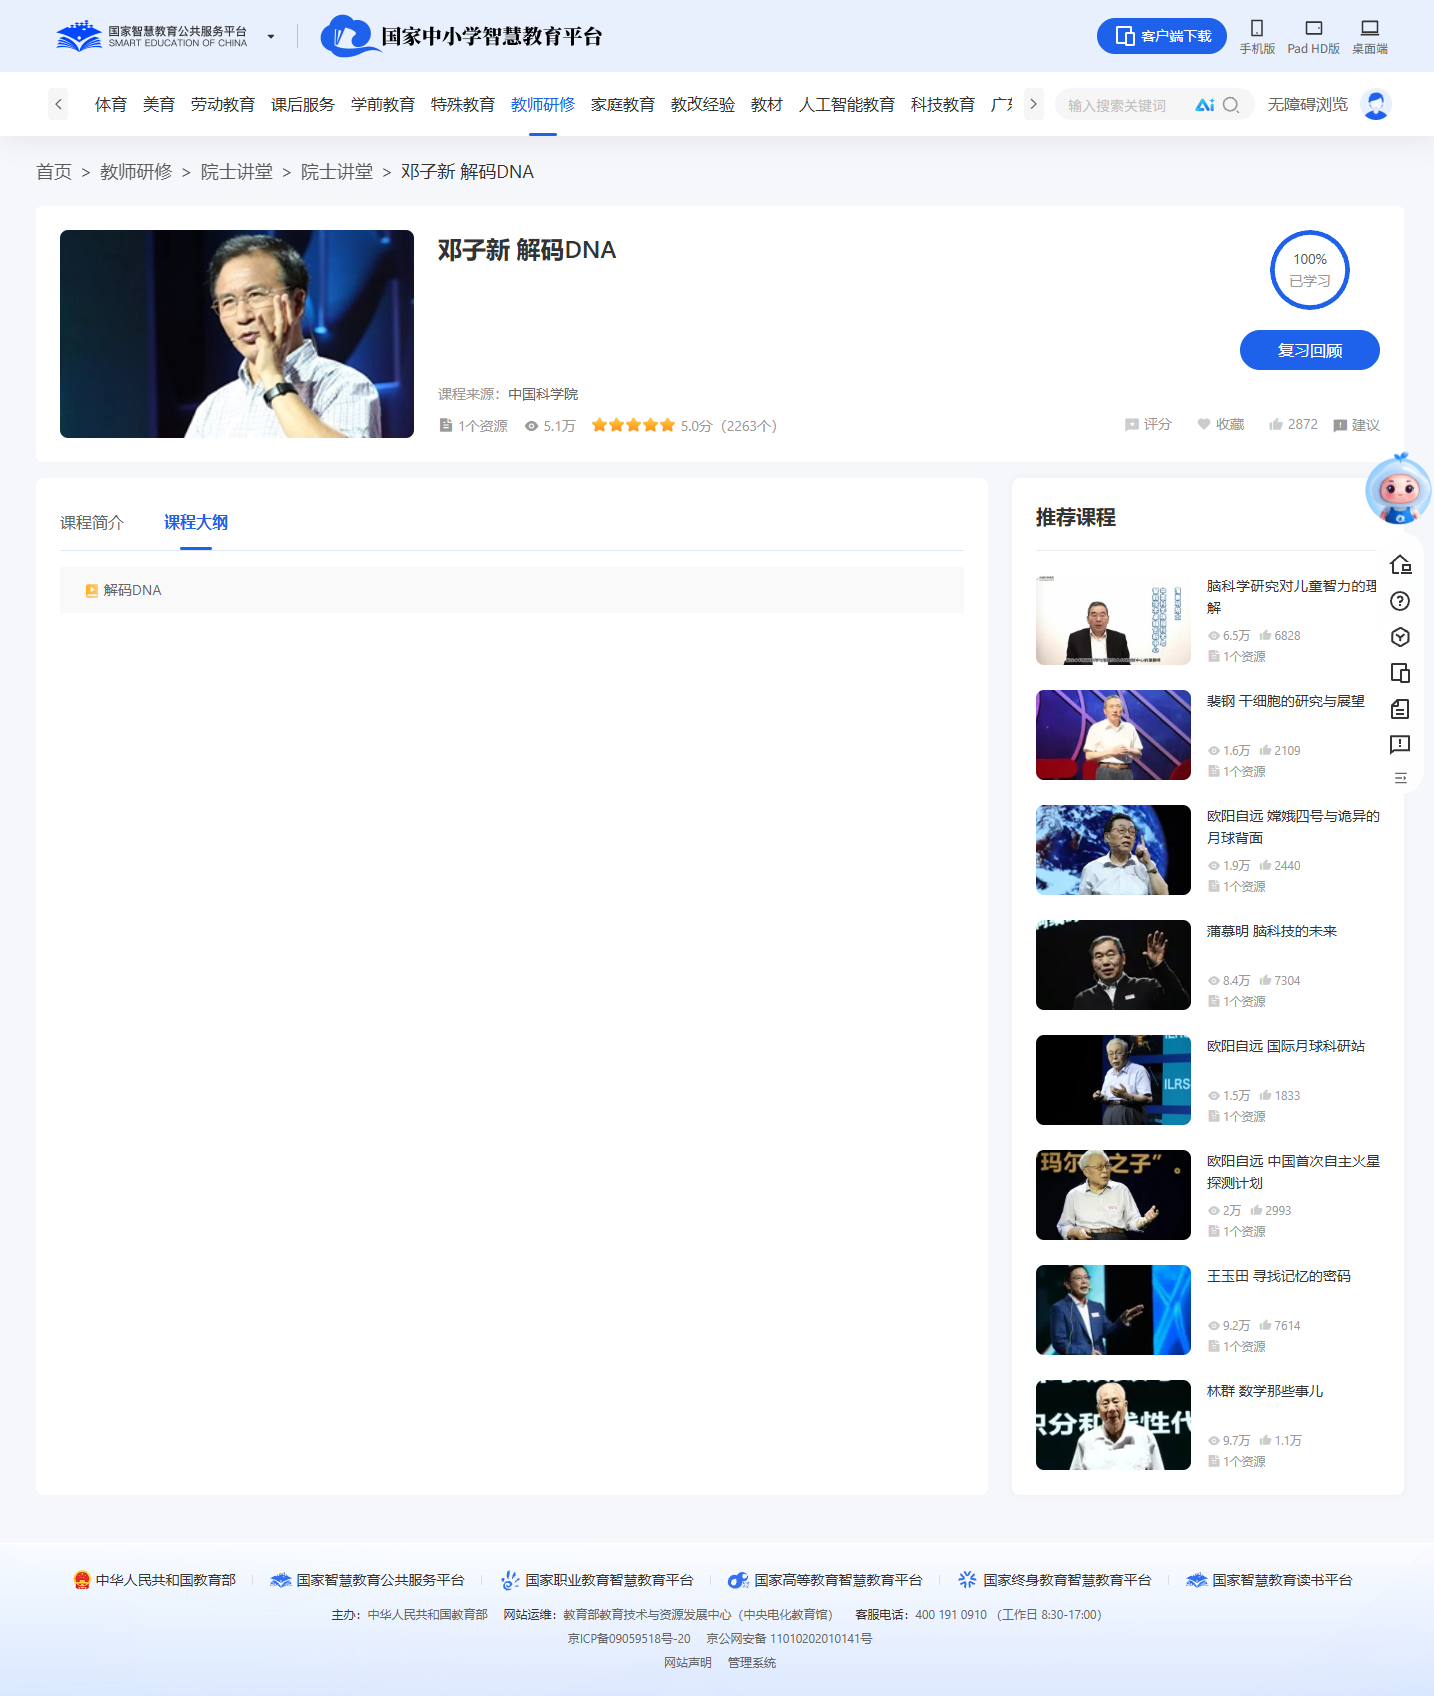 国家智慧教育公共服务平台
SMART EDUCATION OF CHINA
国家中小学智慧教育平台
客户端下载
手机版
Pad HD版
桌面端
体育 美育 劳动教育 课后服务 学前教育 特殊教育 教师研修 家庭教育 教改经验 教材 人工智能教育 科技教育 广东
输入搜索关键词
Ai
无障碍浏览
首页 > 教师研修 > 院士讲堂 > 院士讲堂 > 邓子新 解码DNA
邓子新 解码DNA
100%
已学习
复习回顾
课程来源：中国科学院
1个资源 5.1万 5.0分（2263个）
评分 收藏 2872 建议
课程简介 课程大纲
解码DNA
推荐课程
脑科学研究对儿童智力的理
解
6.5万 6828
1个资源
裴钢 干细胞的研究与展望
1.6万 2109
1个资源
欧阳自远 嫦娥四号与诡异的
月球背面
1.9万 2440
1个资源
蒲慕明 脑科技的未来
8.4万 7304
1个资源
ILRS
欧阳自远 国际月球科研站
1.5万 1833
1个资源
玛尔 之子”。
欧阳自远 中国首次自主火星
探测计划
2万 2993
1个资源
王玉田 寻找记忆的密码
9.2万 7614
1个资源
积分和线性代
林群 数学那些事儿
9.7万 1.1万
1个资源
中华人民共和国教育部 国家智慧教育公共服务平台 国家职业教育智慧教育平台 国家高等教育智慧教育平台 国家终身教育智慧教育平台 国家智慧教育读书平台
主办：中华人民共和国教育部 网站运维：教育部教育技术与资源发展中心（中央电化教育馆） 客服电话：400 191 0910 （工作日 8:30-17:00）
京ICP备09059518号-20 京公网安备 11010202010141号
网站声明 管理系统